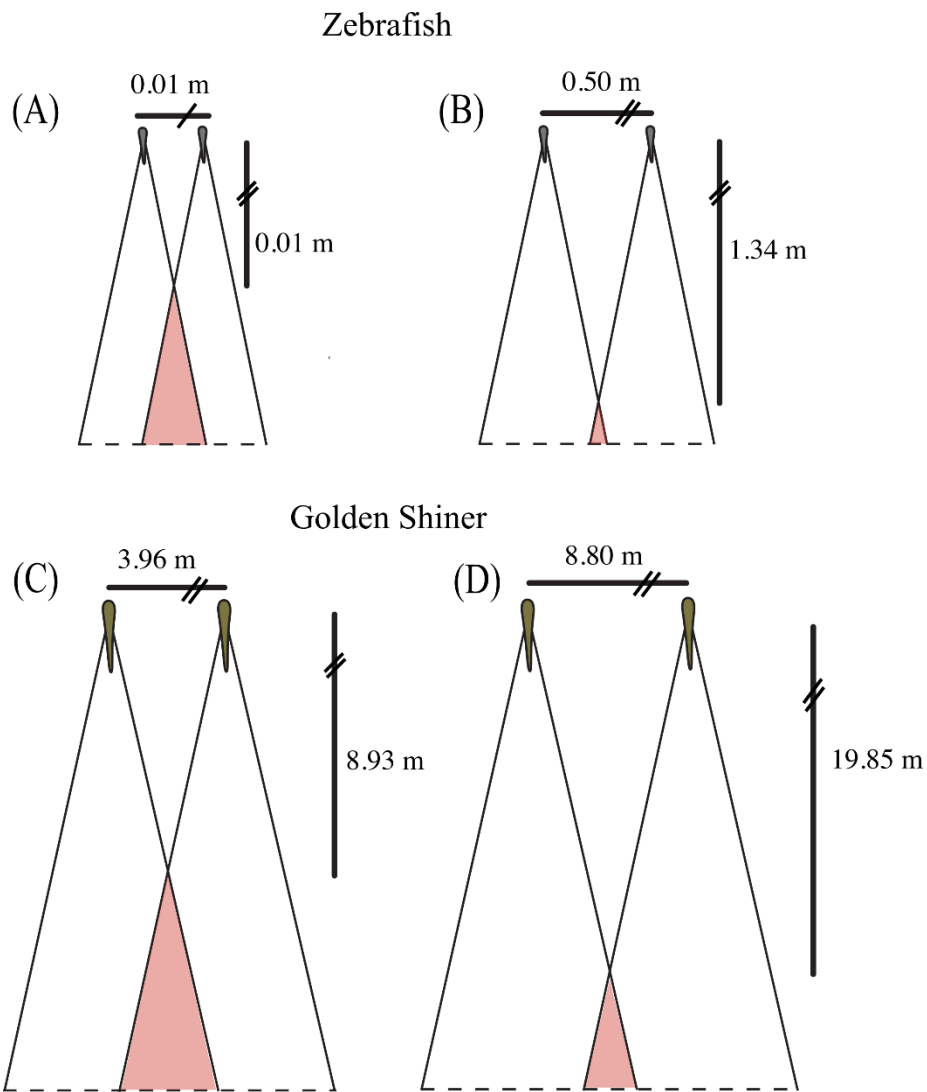 Zebrafish
(A)
0.01 m
0.01 m
(B)
0.50 m
1.34 m
Golden Shiner
(C)
3.96 m
8.93 m
(D)
8.80 m
19.85 m